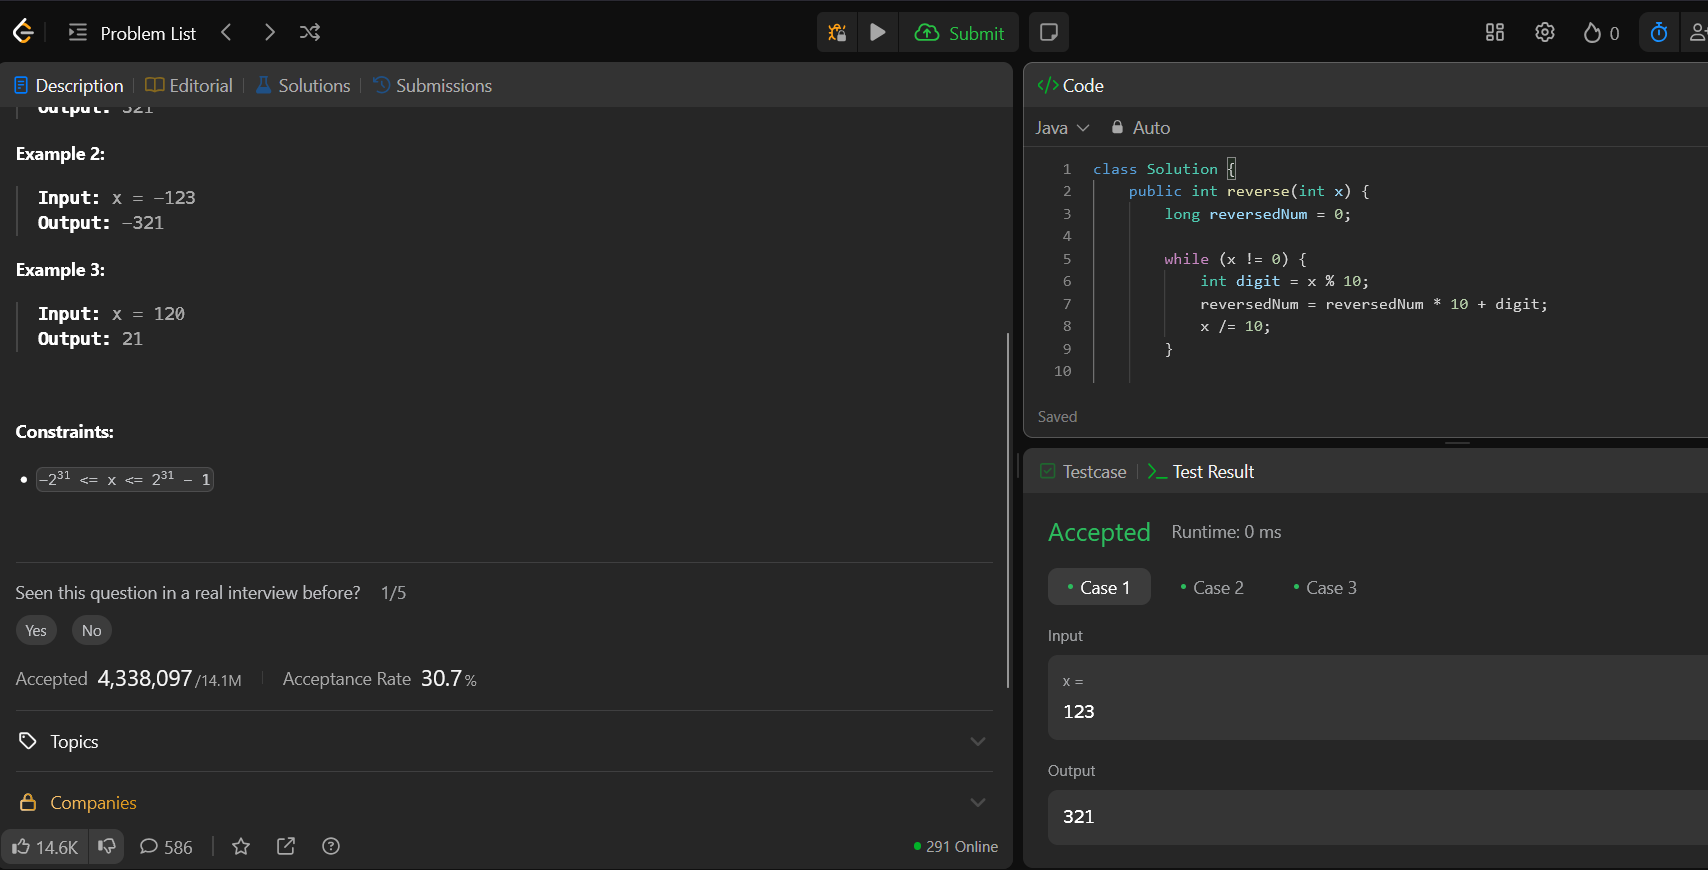 Problem List
Submit
0
Description
Editorial
Solutions
Submissions
Output: 321
Example 2:
Input: x = -123
Output: -321
Example 3:
Input: x = 120
Output: 21
Constraints:
-2³¹ <= x <= 2³¹ - 1
Seen this question in a real interview before? 1/5
Yes
No
Accepted 4,338,097/14.1M
Acceptance Rate 30.7%
Topics
Companies
14.6K
586
291 Online
</> Code
Java
Auto
1 class Solution {
2     public int reverse(int x) {
3         long reversedNum = 0;
4
5         while (x != 0) {
6             int digit = x % 10;
7             reversedNum = reversedNum * 10 + digit;
8             x /= 10;
9         }
10
Saved
Testcase
>_ Test Result
Accepted Runtime: 0 ms
• Case 1
• Case 2
• Case 3
Input
x =
123
Output
321